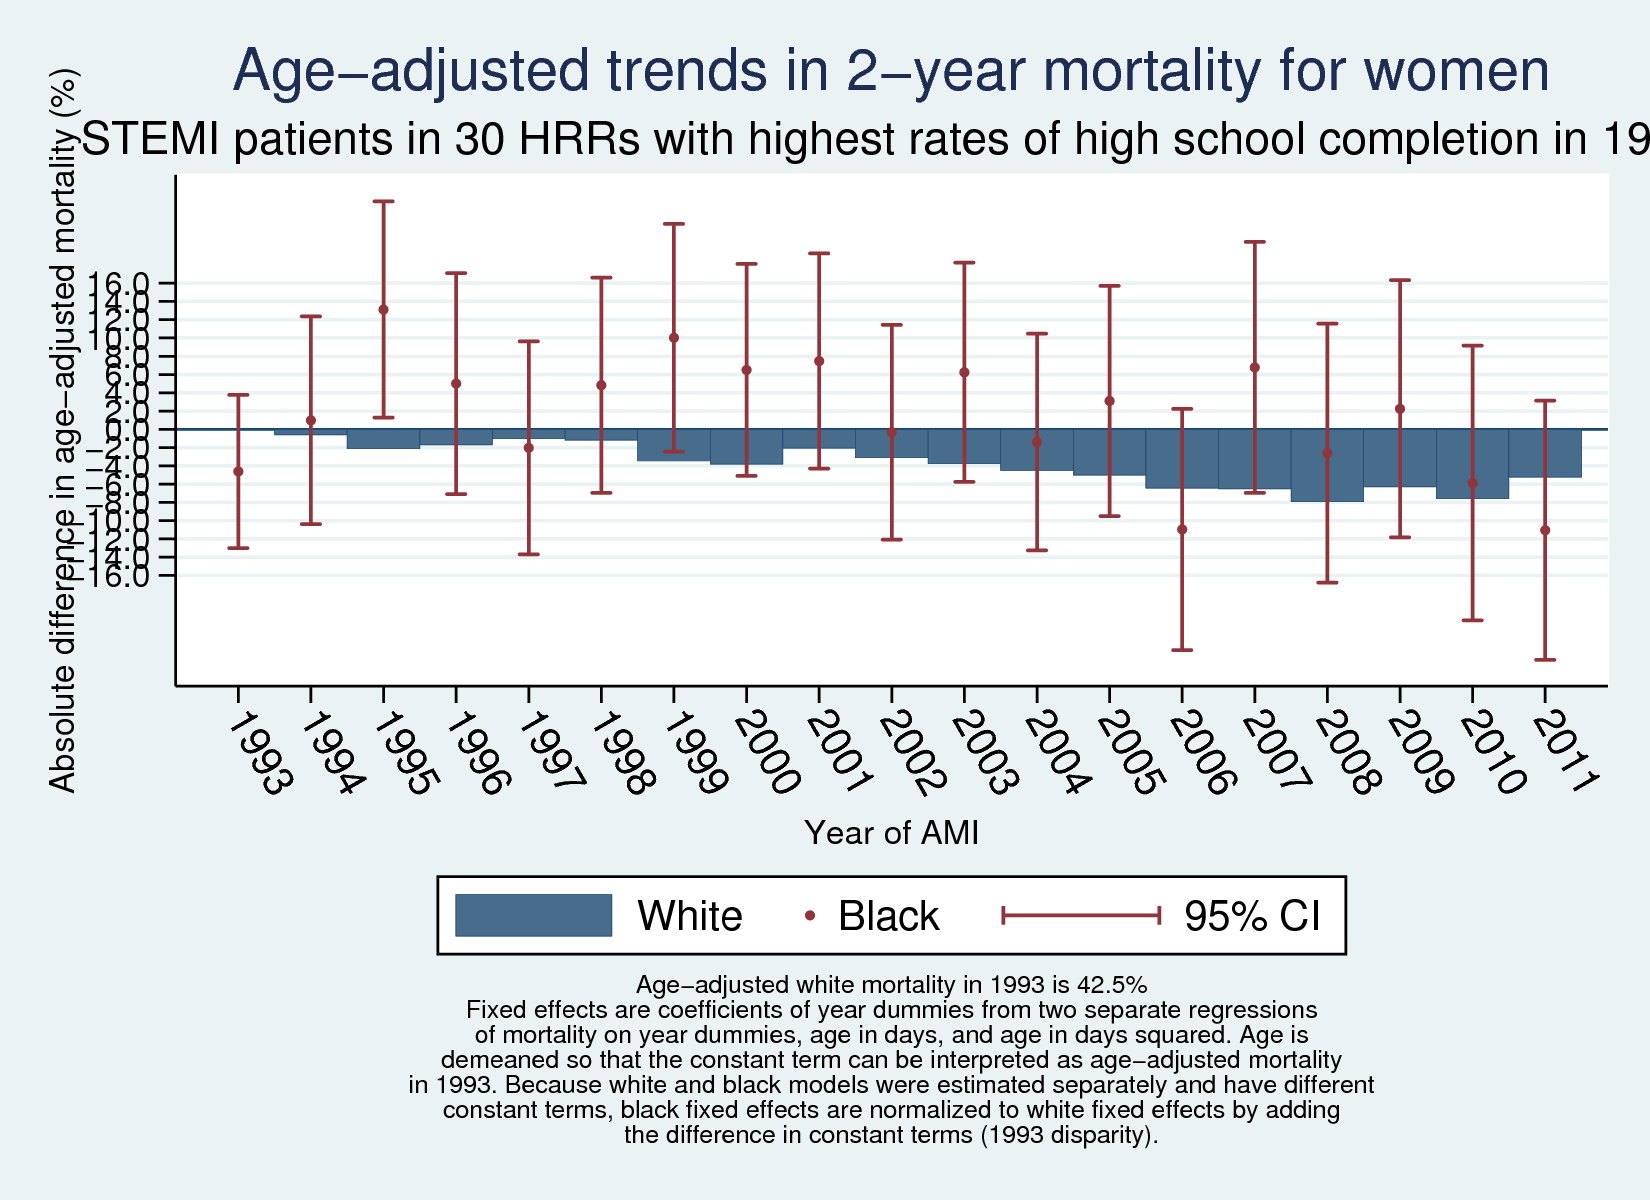 Age−adjusted trends in 2−year mortality for women
STEMI patients in 30 HRRs with highest rates of high school completion in 19
Absolute difference in age−adjusted mortality (%)
16.0
14.0
12.0
10.0
8.0
6.0
4.0
2.0
0.0
−2.0
−4.0
−6.0
−8.0
−10.0
−12.0
−14.0
−16.0
1993
1994
1995
1996
1997
1998
1999
2000
2001
2002
2003
2004
2005
2006
2007
2008
2009
2010
2011
Year of AMI
White
Black
95% CI
Age−adjusted white mortality in 1993 is 42.5%
Fixed effects are coefficients of year dummies from two separate regressions
of mortality on year dummies, age in days, and age in days squared. Age is
demeaned so that the constant term can be interpreted as age−adjusted mortality
in 1993. Because white and black models were estimated separately and have different
constant terms, black fixed effects are normalized to white fixed effects by adding
the difference in constant terms (1993 disparity).